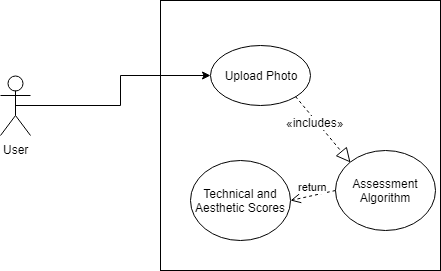 Upload Photo
«includes»
User
Assessment
Algorithm
return
Technical and
Aesthetic Scores